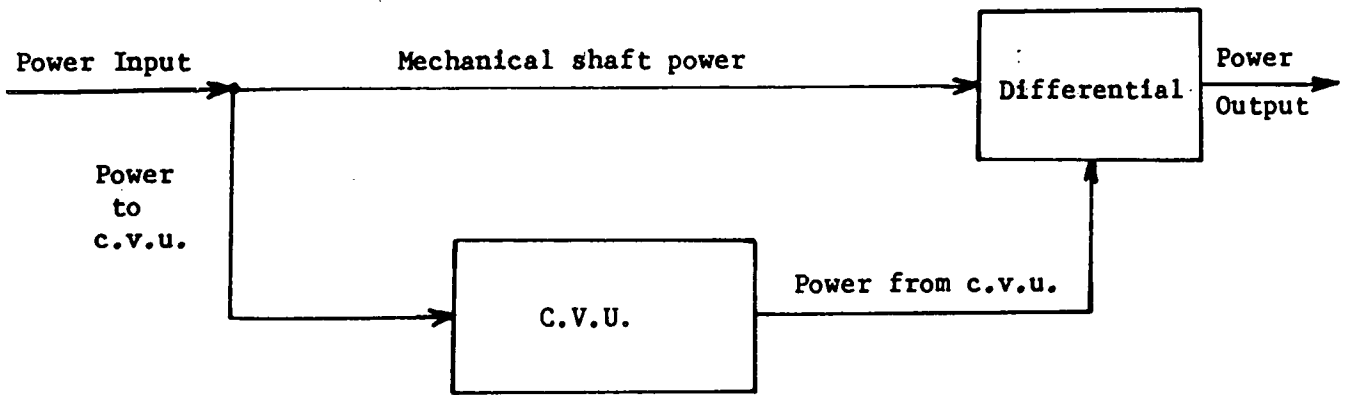 Power Input
Mechanical shaft power
Differential
Power
Output
Power
to
c.v.u.
C.V.U.
Power from c.v.u.